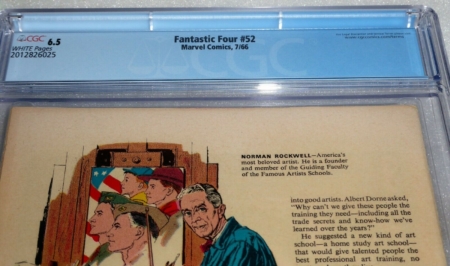 CGC 6.5
WHITE Pages
2012826025
Fantastic Four #52
Marvel Comics, 7/66
CGC
NORMAN ROCKWELL—America's
most beloved artist. He is a founder
and member of the Guiding Faculty
of the Famous Artists Schools.
into good artists. Albert Dorne asked,
"Why can't we give these people the
training they need—including all the
trade secrets and know-how we've
learned over the years?"
He suggested a new kind of art
school—a home study art school—
that would give talented people the
best professional art training, no